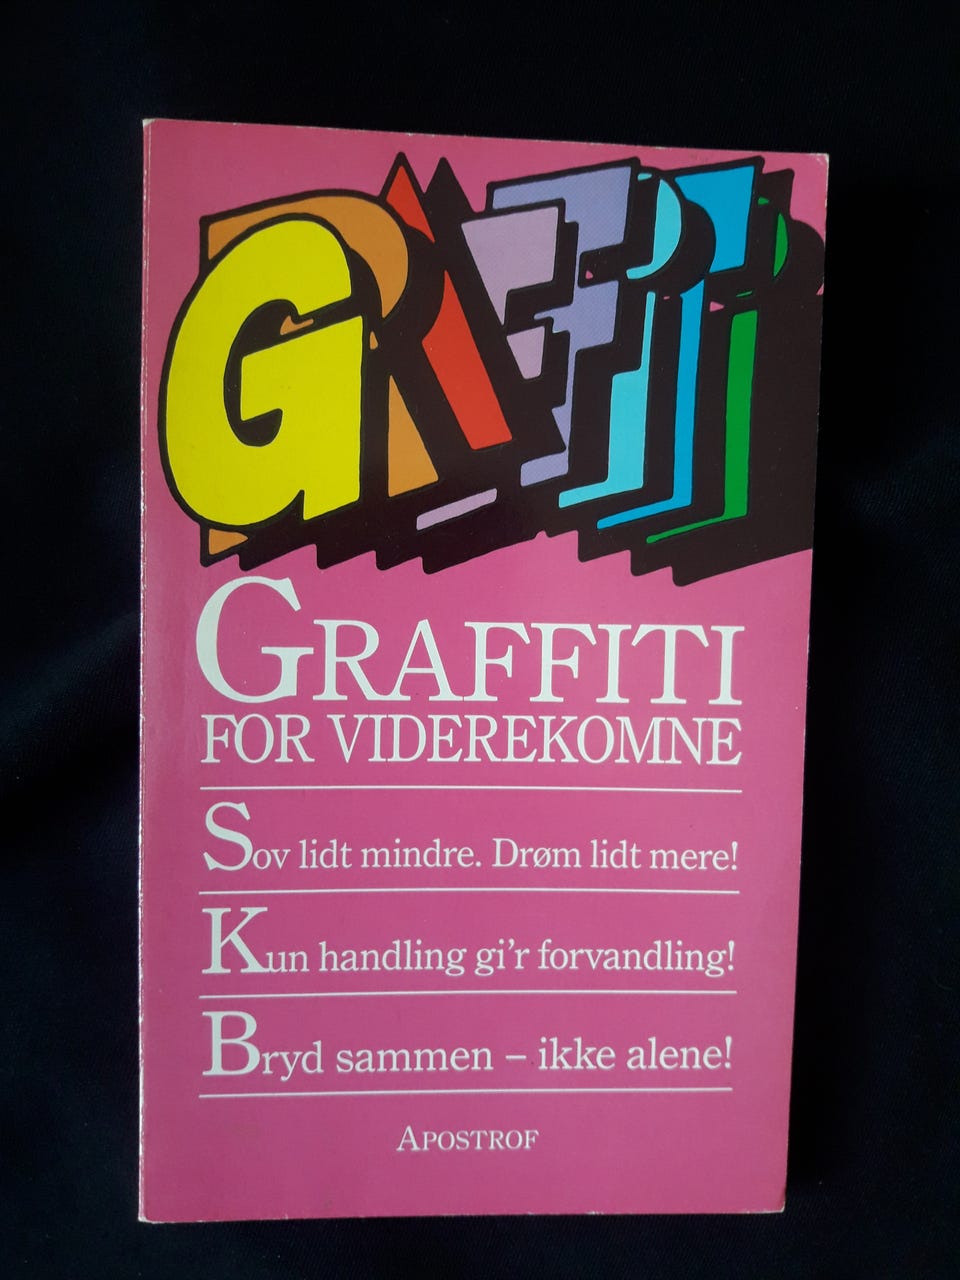 GRAFFITI
GRAFFITI
FOR VIDEREKOMNE
Sov lidt mindre. Drøm lidt mere!
Kun handling gi'r forvandling!
Bryd sammen – ikke alene!
APOSTROF